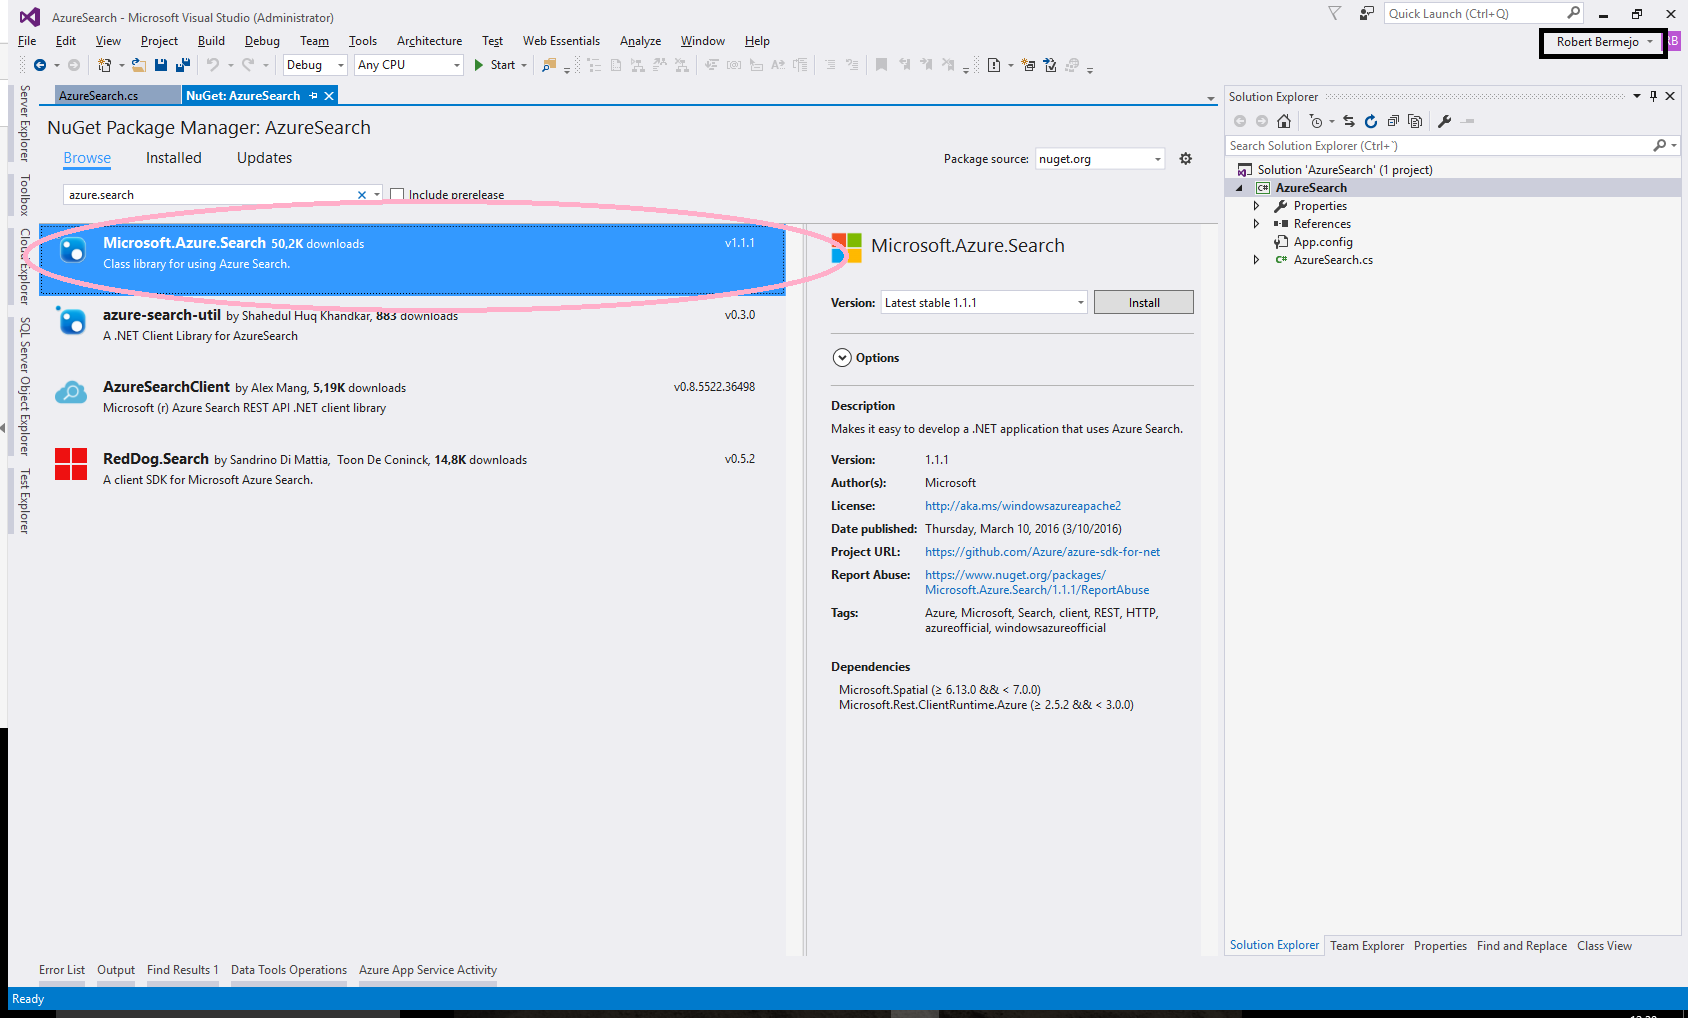 AzureSearch - Microsoft Visual Studio (Administrator)
Quick Launch (Ctrl+Q)
File Edit View Project Build Debug Team Tools Architecture Test Web Essentials Analyze Window Help
Robert Bermejo
RB
Debug Any CPU Start
Server Explorer
Toolbox
Cloud Explorer
SQL Server Object Explorer
Test Explorer
AzureSearch.cs
NuGet: AzureSearch
NuGet Package Manager: AzureSearch
Browse Installed Updates
Package source: nuget.org
azure.search
Include prerelease
Microsoft.Azure.Search 50,2K downloads v1.1.1
Class library for using Azure Search.
azure-search-util by Shahedul Huq Khandkar, 883 downloads v0.3.0
A .NET Client Library for AzureSearch
AzureSearchClient by Alex Mang, 5,19K downloads v0.8.5522.36498
Microsoft (r) Azure Search REST API .NET client library
RedDog.Search by Sandrino Di Mattia, Toon De Coninck, 14,8K downloads v0.5.2
A client SDK for Microsoft Azure Search.
Microsoft.Azure.Search
Version: Latest stable 1.1.1 Install
Options
Description
Makes it easy to develop a .NET application that uses Azure Search.
Version: 1.1.1
Author(s): Microsoft
License: http://aka.ms/windowsazureapache2
Date published: Thursday, March 10, 2016 (3/10/2016)
Project URL: https://github.com/Azure/azure-sdk-for-net
Report Abuse: https://www.nuget.org/packages/
Microsoft.Azure.Search/1.1.1/ReportAbuse
Tags: Azure, Microsoft, Search, client, REST, HTTP,
azureofficial, windowsazureofficial
Dependencies
Microsoft.Spatial (≥ 6.13.0 && < 7.0.0)
Microsoft.Rest.ClientRuntime.Azure (≥ 2.5.2 && < 3.0.0)
Solution Explorer
Search Solution Explorer (Ctrl+`)
Solution 'AzureSearch' (1 project)
C# AzureSearch
Properties
References
App.config
C# AzureSearch.cs
Solution Explorer Team Explorer Properties Find and Replace Class View
Error List Output Find Results 1 Data Tools Operations Azure App Service Activity
Ready